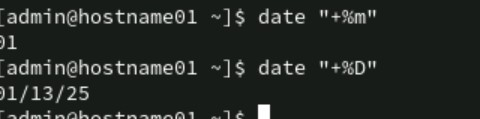 [admin@hostname01 ~]$ date "+%m"
01
[admin@hostname01 ~]$ date "+%D"
01/13/25
[admin@hostname01 ~]$